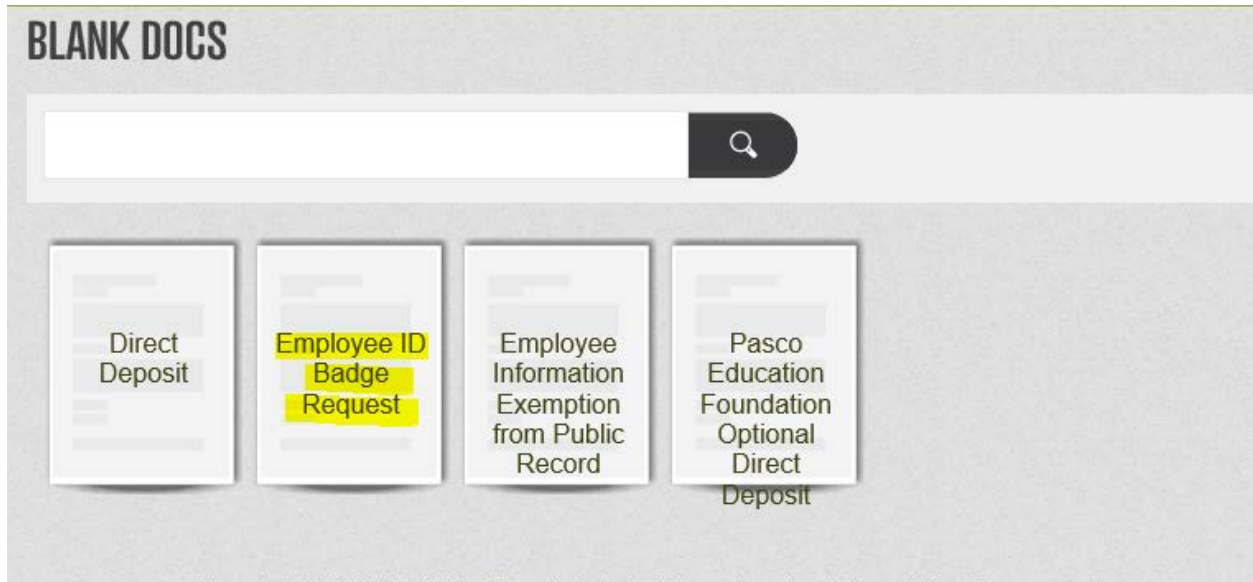 BLANK DOCS
Direct
Deposit
Employee ID
Badge
Request
Employee
Information
Exemption
from Public
Record
Pasco
Education
Foundation
Optional
Direct
Deposit